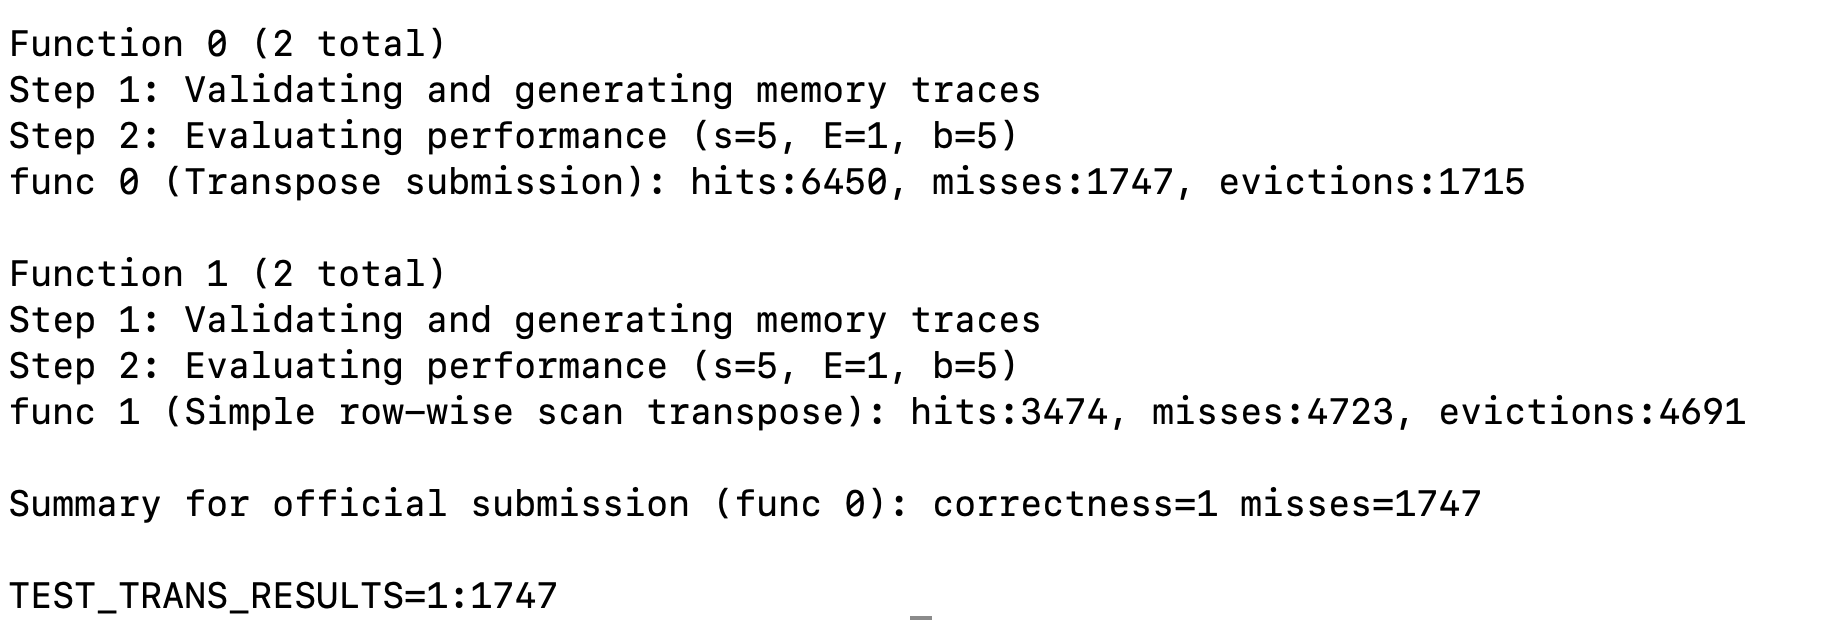 Function 0 (2 total)
Step 1: Validating and generating memory traces
Step 2: Evaluating performance (s=5, E=1, b=5)
func 0 (Transpose submission): hits:6450, misses:1747, evictions:1715
Function 1 (2 total)
Step 1: Validating and generating memory traces
Step 2: Evaluating performance (s=5, E=1, b=5)
func 1 (Simple row-wise scan transpose): hits:3474, misses:4723, evictions:4691
Summary for official submission (func 0): correctness=1 misses=1747
TEST_TRANS_RESULTS=1:1747